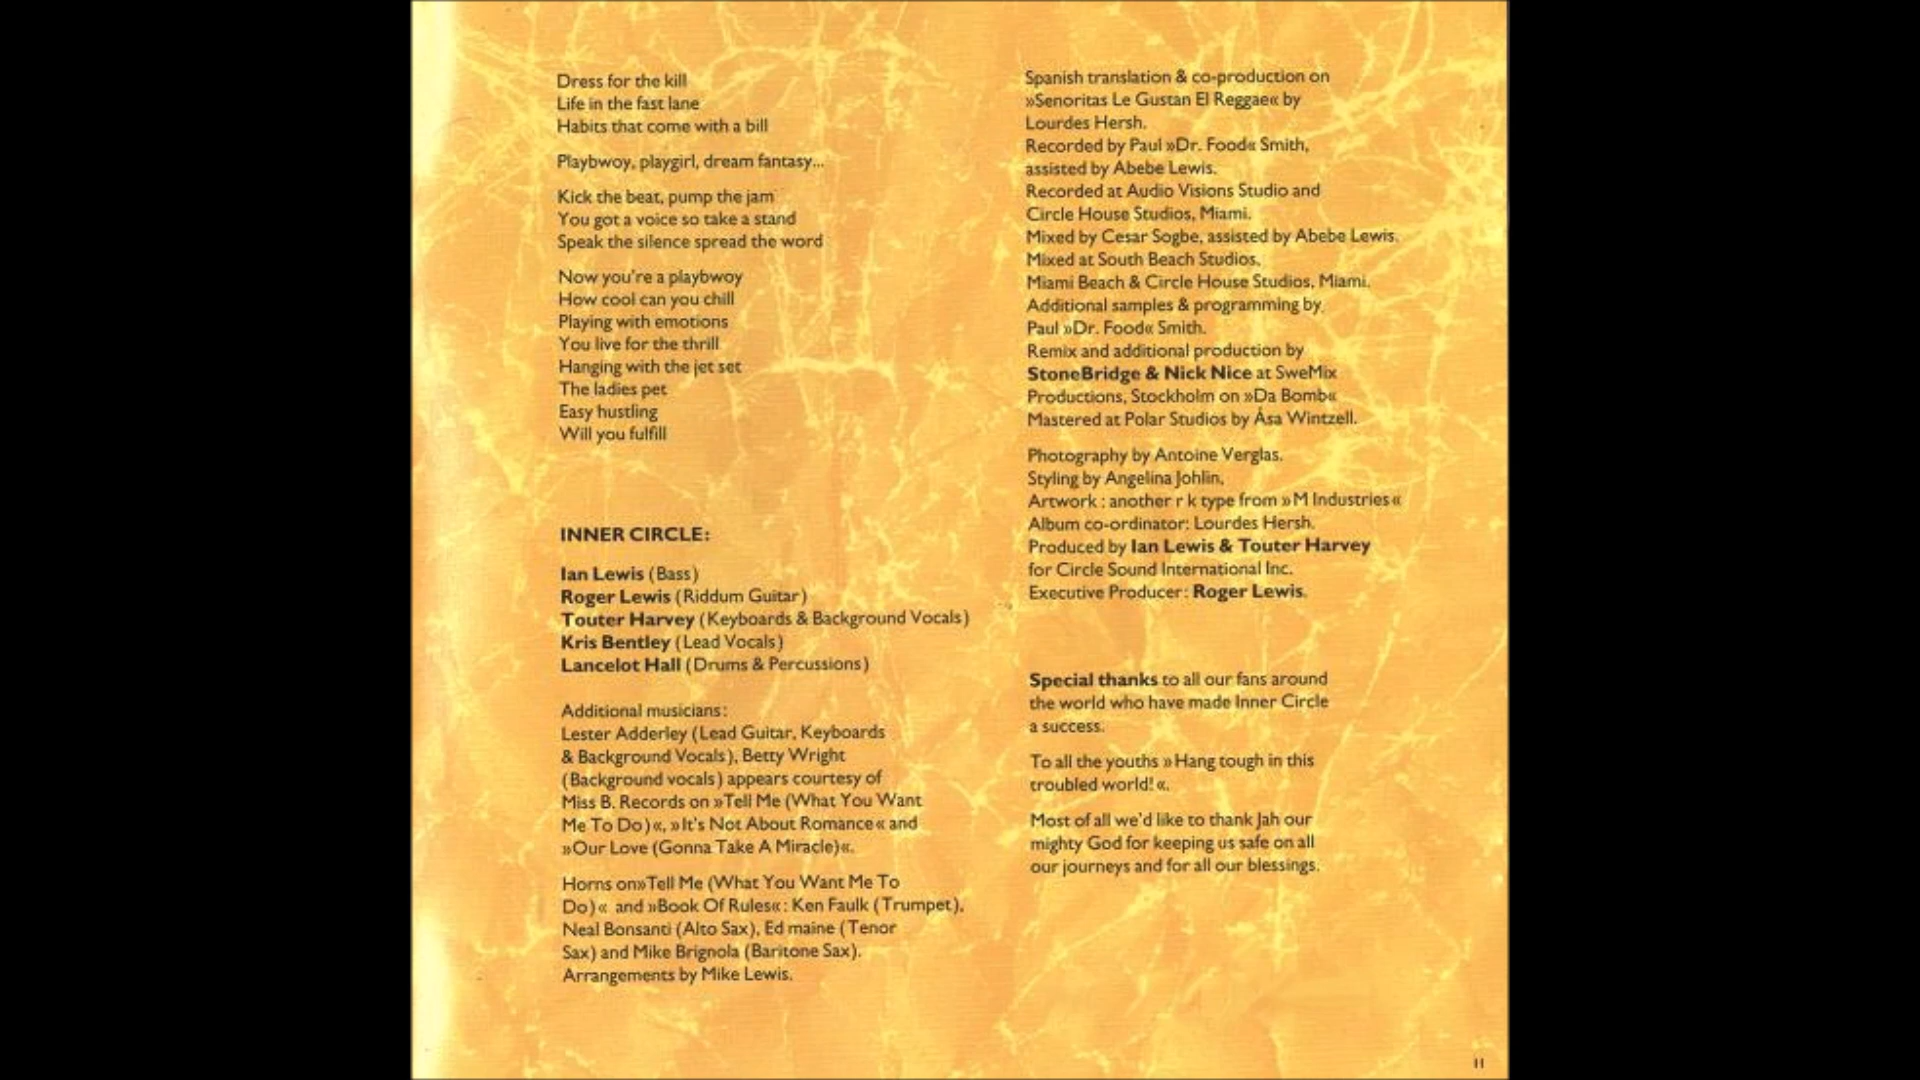 Dress for the kill
Life in the fast lane
Habits that come with a bill
Playbwoy, playgirl, dream fantasy...
Kick the beat, pump the jam
You got a voice so take a stand
Speak the silence spread the word
Now you're a playbwoy
How cool can you chill
Playing with emotions
You live for the thrill
Hanging with the jet set
The ladies pet
Easy hustling
Will you fulfill
INNER CIRCLE:
Ian Lewis (Bass)
Roger Lewis (Riddum Guitar)
Touter Harvey (Keyboards & Background Vocals)
Kris Bentley (Lead Vocals)
Lancelot Hall (Drums & Percussions)
Additional musicians:
Lester Adderley (Lead Guitar, Keyboards
& Background Vocals), Betty Wright
(Background vocals) appears courtesy of
Miss B. Records on »Tell Me (What You Want
Me To Do)«, »It's Not About Romance« and
»Our Love (Gonna Take A Miracle)«.
Horns on»Tell Me (What You Want Me To
Do)« and »Book Of Rules«: Ken Faulk (Trumpet),
Neal Bonsanti (Alto Sax), Ed maine (Tenor
Sax) and Mike Brignola (Baritone Sax).
Arrangements by Mike Lewis.
Spanish translation & co-production on
»Senoritas Le Gustan El Reggae« by
Lourdes Hersh.
Recorded by Paul »Dr. Food« Smith,
assisted by Abebe Lewis.
Recorded at Audio Visions Studio and
Circle House Studios, Miami.
Mixed by Cesar Sogbe, assisted by Abebe Lewis.
Mixed at South Beach Studios,
Miami Beach & Circle House Studios, Miami.
Additional samples & programming by
Paul »Dr. Food« Smith.
Remix and additional production by
StoneBridge & Nick Nice at SweMix
Productions, Stockholm on »Da Bomb«
Mastered at Polar Studios by Åsa Wintzell.
Photography by Antoine Verglas.
Styling by Angelina Johlin,
Artwork : another r k type from »M Industries«
Album co-ordinator: Lourdes Hersh.
Produced by Ian Lewis & Touter Harvey
for Circle Sound International Inc.
Executive Producer: Roger Lewis.
Special thanks to all our fans around
the world who have made Inner Circle
a success.
To all the youths »Hang tough in this
troubled world!«.
Most of all we'd like to thank Jah our
mighty God for keeping us safe on all
our journeys and for all our blessings.
11